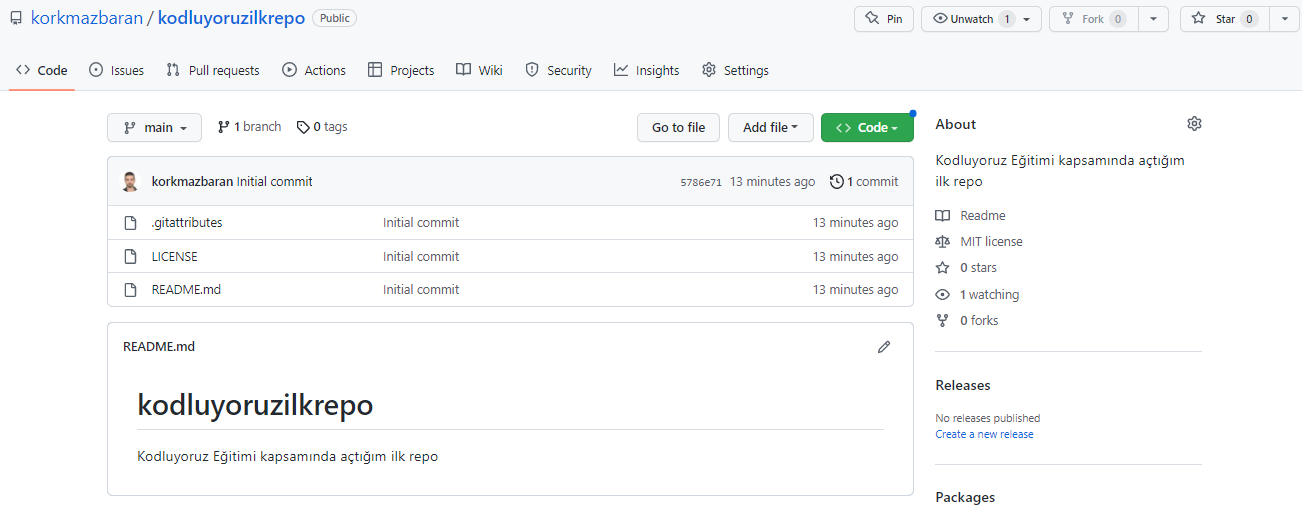 korkmazbaran / kodluyoruzilkrepo Public Pin Unwatch 1 Fork 0 Star 0
Code Issues Pull requests Actions Projects Wiki Security Insights Settings
main 1 branch 0 tags Go to file Add file Code
korkmazbaran Initial commit 5786e71 13 minutes ago 1 commit
.gitattributes Initial commit 13 minutes ago
LICENSE Initial commit 13 minutes ago
README.md Initial commit 13 minutes ago
README.md
kodluyoruzilkrepo
Kodluyoruz Eğitimi kapsamında açtığım ilk repo
About
Kodluyoruz Eğitimi kapsamında açtığım
ilk repo
Readme
MIT license
0 stars
1 watching
0 forks
Releases
No releases published
Create a new release
Packages